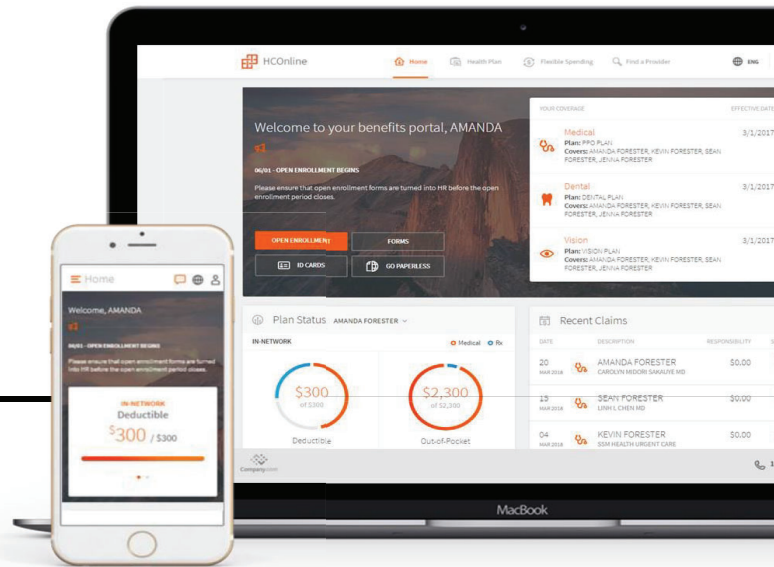 HCOnline
Home
Health Plan
Flexible Spending
Find a Provider
ENG
Welcome to your benefits portal, AMANDA
06/01 - OPEN ENROLLMENT BEGINS
Please ensure that open enrollment forms are turned into HR before the open
enrollment period closes.
OPEN ENROLLMENT
FORMS
ID CARDS
GO PAPERLESS
YOUR COVERAGE
EFFECTIVE DATE
Medical
3/1/2017
Plan: PPO PLAN
Covers: AMANDA FORESTER, KEVIN FORESTER, SEAN
FORESTER, JENNA FORESTER
Dental
3/1/2017
Plan: DENTAL PLAN
Covers: AMANDA FORESTER, KEVIN FORESTER, SEAN
FORESTER, JENNA FORESTER
Vision
3/1/2017
Plan: VISION PLAN
Covers: AMANDA FORESTER, KEVIN FORESTER, SEAN
FORESTER, JENNA FORESTER
Plan Status AMANDA FORESTER
IN-NETWORK
Medical
Rx
$300
of $300
Deductible
$2,300
of $2,300
Out-of-Pocket
Recent Claims
DATE
DESCRIPTION
RESPONSIBILITY
20
MAR 2018
AMANDA FORESTER
CAROLYN MIDORI SAKAUYE MD
$0.00
15
MAR 2018
SEAN FORESTER
LINH L CHEN MD
$0.00
04
MAR 2018
KEVIN FORESTER
SSM HEALTH URGENT CARE
$0.00
1
MacBook
Home
Welcome, AMANDA
06/01 - OPEN ENROLLMENT BEGINS
Please ensure that open enrollment forms are turned
into HR before the open enrollment period closes.
IN-NETWORK
Deductible
$300 / $300